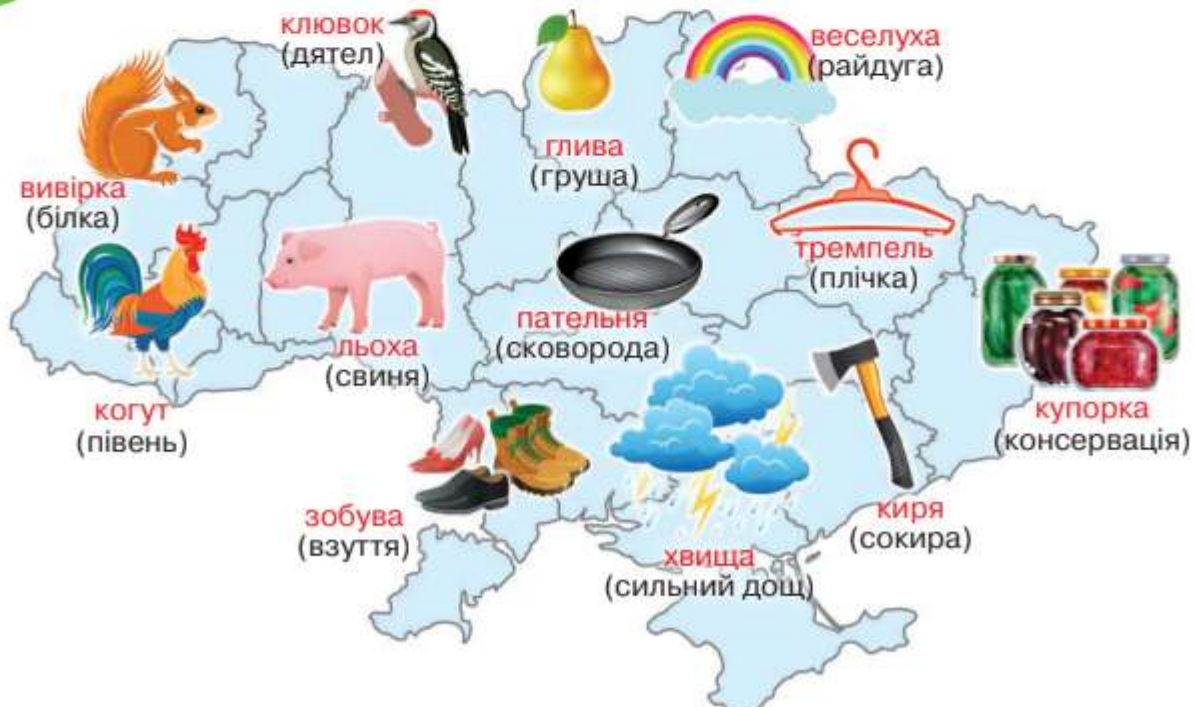 клювок
(дятел)
веселуха
(райдуга)
глива
(груша)
вивірка
(білка)
тремпель
(плічка)
пательня
(сковорода)
льоха
(свиня)
когут
(півень)
купорка
(консервація)
зобува
(взуття)
киря
(сокира)
хвища
(сильний дощ)